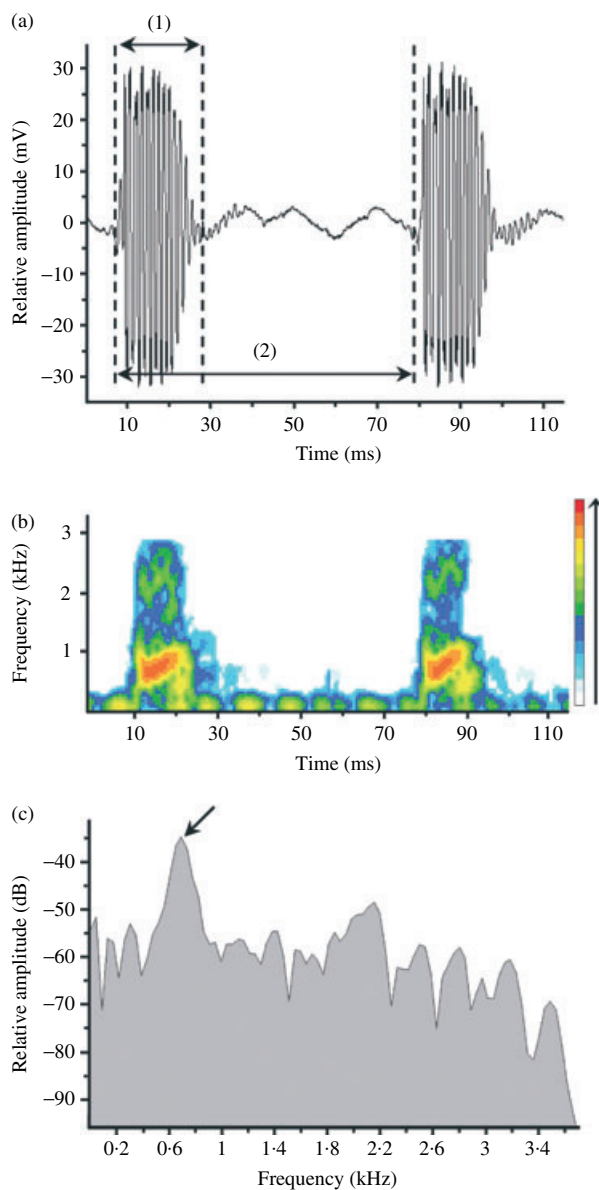 (a)
(1)
30
20
10
0
−10
−20
−30
Relative amplitude (mV)
(2)
10 30 50 70 90 110
Time (ms)
(b)
3
2
1
Frequency (kHz)
10 30 50 70 90 110
Time (ms)
(c)
−40
−50
−60
−70
−80
−90
Relative amplitude (dB)
0·2 0·6 1 1·4 1·8 2·2 2·6 3 3·4
Frequency (kHz)